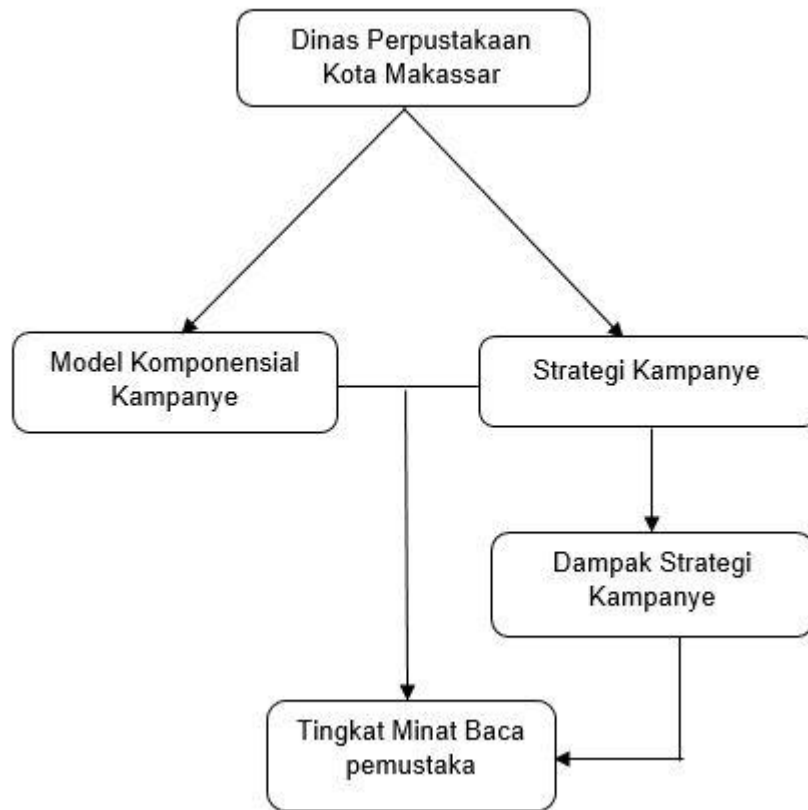 Dinas Perpustakaan
Kota Makassar
Model Komponensial
Kampanye
Strategi Kampanye
Dampak Strategi
Kampanye
Tingkat Minat Baca
pemustaka